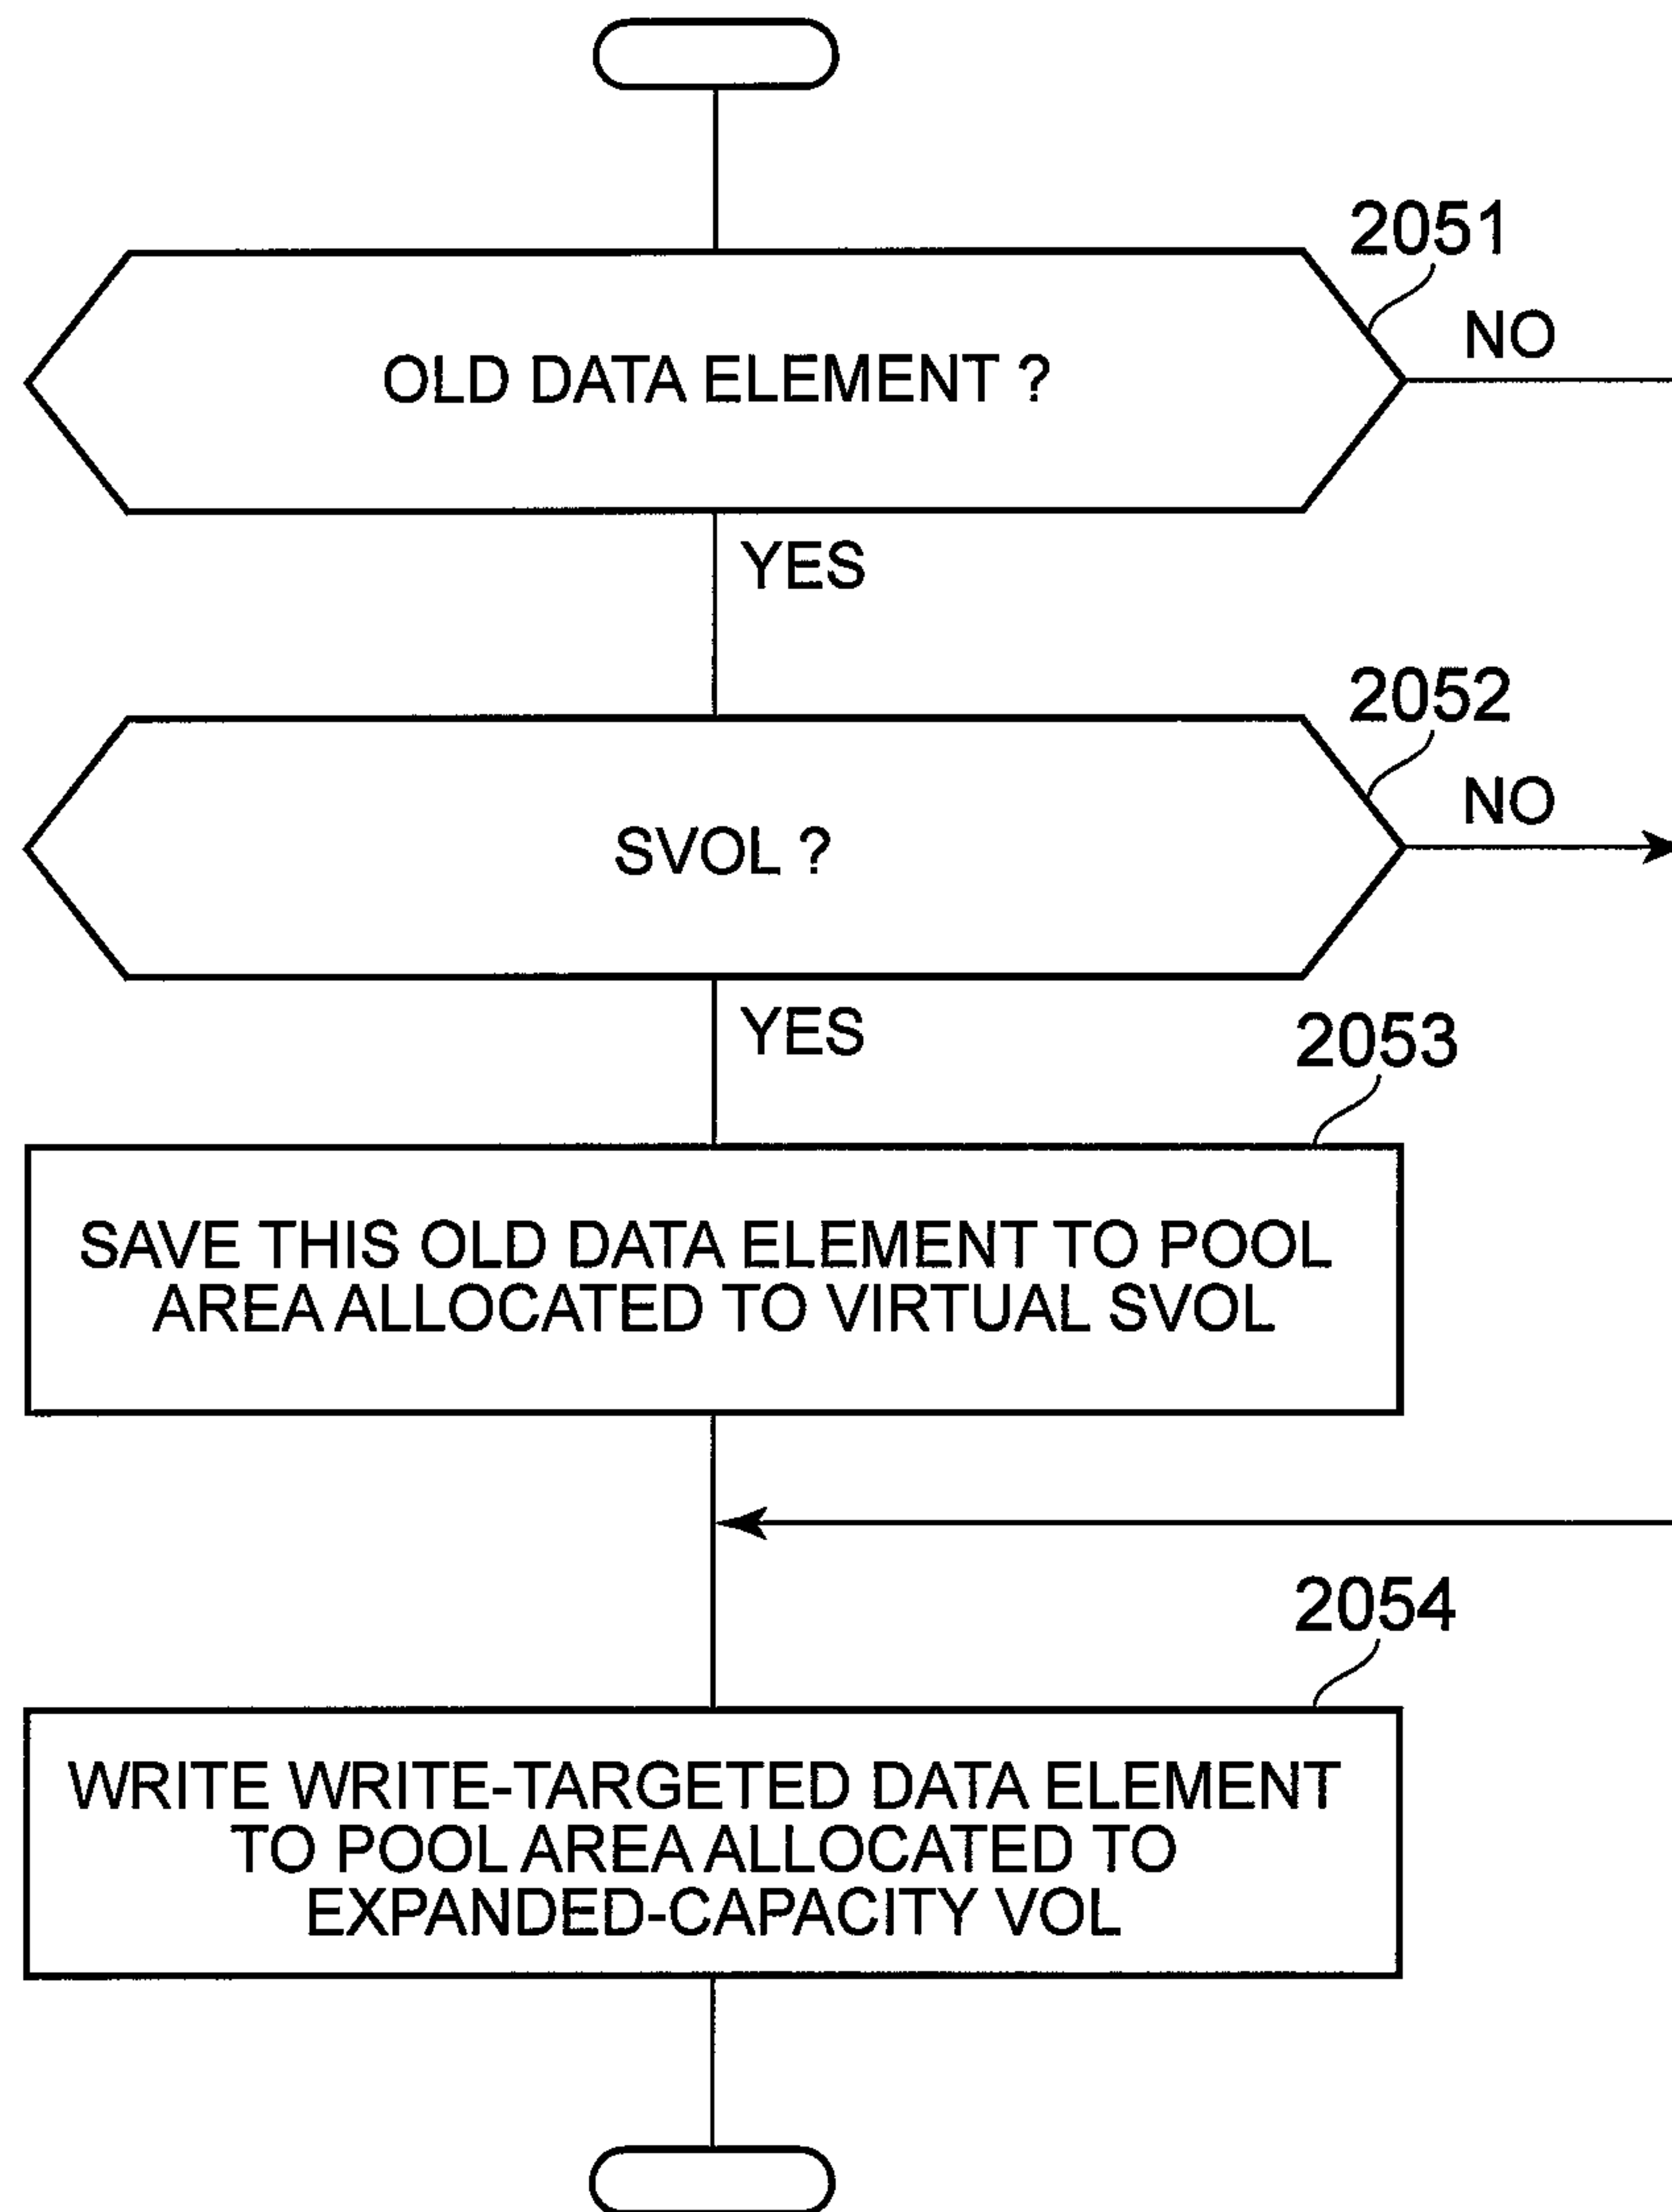 2051
NO
OLD DATA ELEMENT ?
YES
2052
NO
SVOL ?
YES
2053
SAVE THIS OLD DATA ELEMENT TO POOL
AREA ALLOCATED TO VIRTUAL SVOL
2054
WRITE WRITE-TARGETED DATA ELEMENT
TO POOL AREA ALLOCATED TO
EXPANDED-CAPACITY VOL